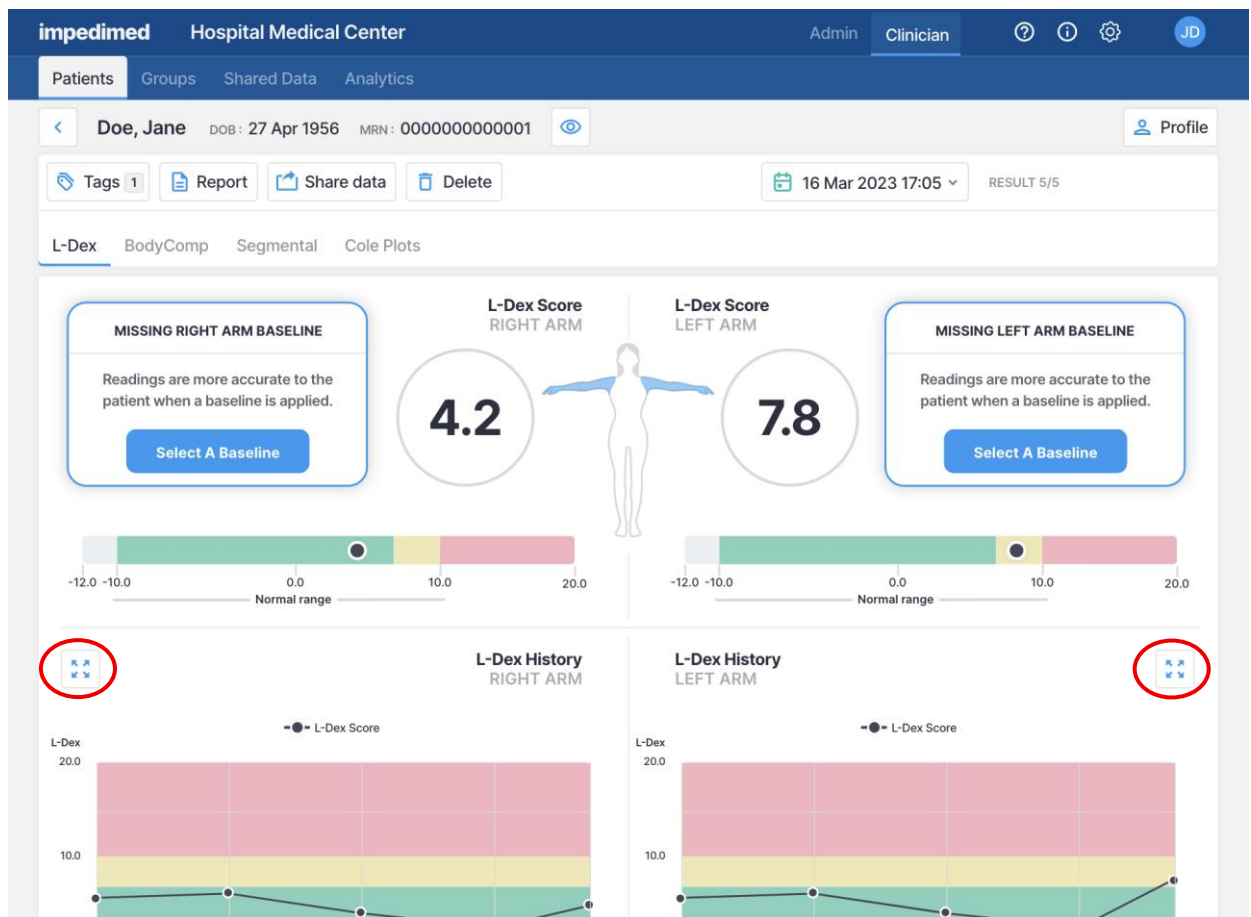 impedimed Hospital Medical Center Admin Clinician JD
Patients Groups Shared Data Analytics
Doe, Jane DOB: 27 Apr 1956 MRN: 0000000000001 Profile
Tags 1 Report Share data Delete 16 Mar 2023 17:05 RESULT 5/5
L-Dex BodyComp Segmental Cole Plots
MISSING RIGHT ARM BASELINE
Readings are more accurate to the
patient when a baseline is applied.
Select A Baseline
L-Dex Score
RIGHT ARM
4.2
L-Dex Score
LEFT ARM
7.8
MISSING LEFT ARM BASELINE
Readings are more accurate to the
patient when a baseline is applied.
Select A Baseline
-12.0 -10.0 0.0 10.0 20.0
Normal range
-12.0 -10.0 0.0 10.0 20.0
Normal range
L-Dex History
RIGHT ARM
L-Dex Score
L-Dex
20.0
10.0
L-Dex History
LEFT ARM
L-Dex Score
L-Dex
20.0
10.0